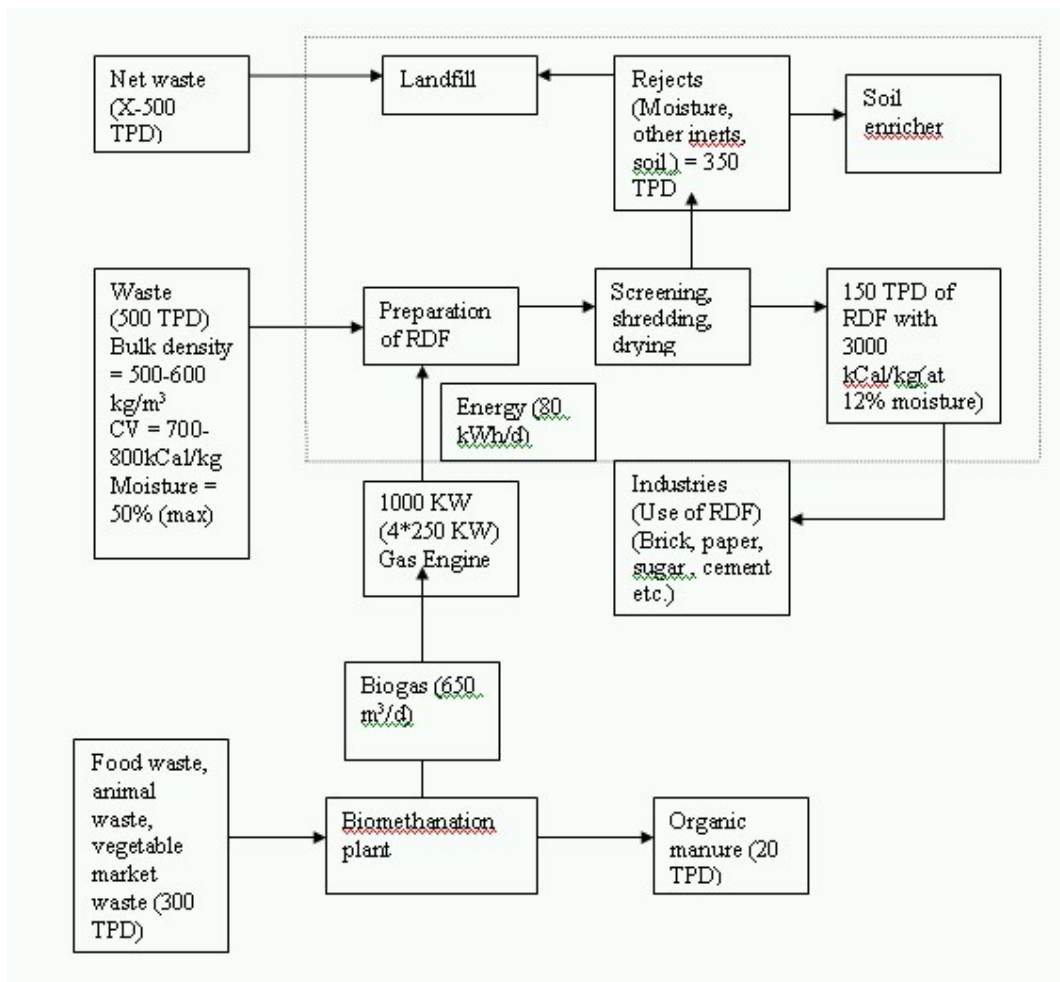 Net waste
(X-500
TPD)
Landfill
Rejects
(Moisture,
other inerts,
soil ) = 350
TPD
Soil
enricher
Waste
(500 TPD)
Bulk density
= 500-600
kg/m³
CV = 700-
800kCal/kg
Moisture =
50% (max)
Preparation
of RDF
Screening,
shredding,
drying
150 TPD of
RDF with
3000
kCal/kg(at
12% moisture)
Energy (80
kWh/d)
1000 KW
(4*250 KW)
Gas Engine
Industries
(Use of RDF)
(Brick, paper,
sugar , cement
etc.)
Biogas (650
m³/d)
Food waste,
animal
waste,
vegetable
market
waste (300
TPD)
Biomethanation
plant
Organic
manure (20
TPD)